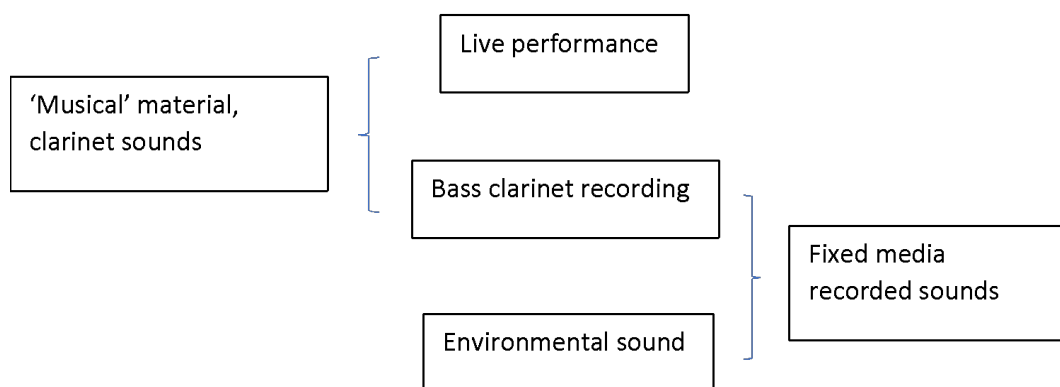 Live performance
‘Musical’ material,
clarinet sounds
Bass clarinet recording
Fixed media
recorded sounds
Environmental sound